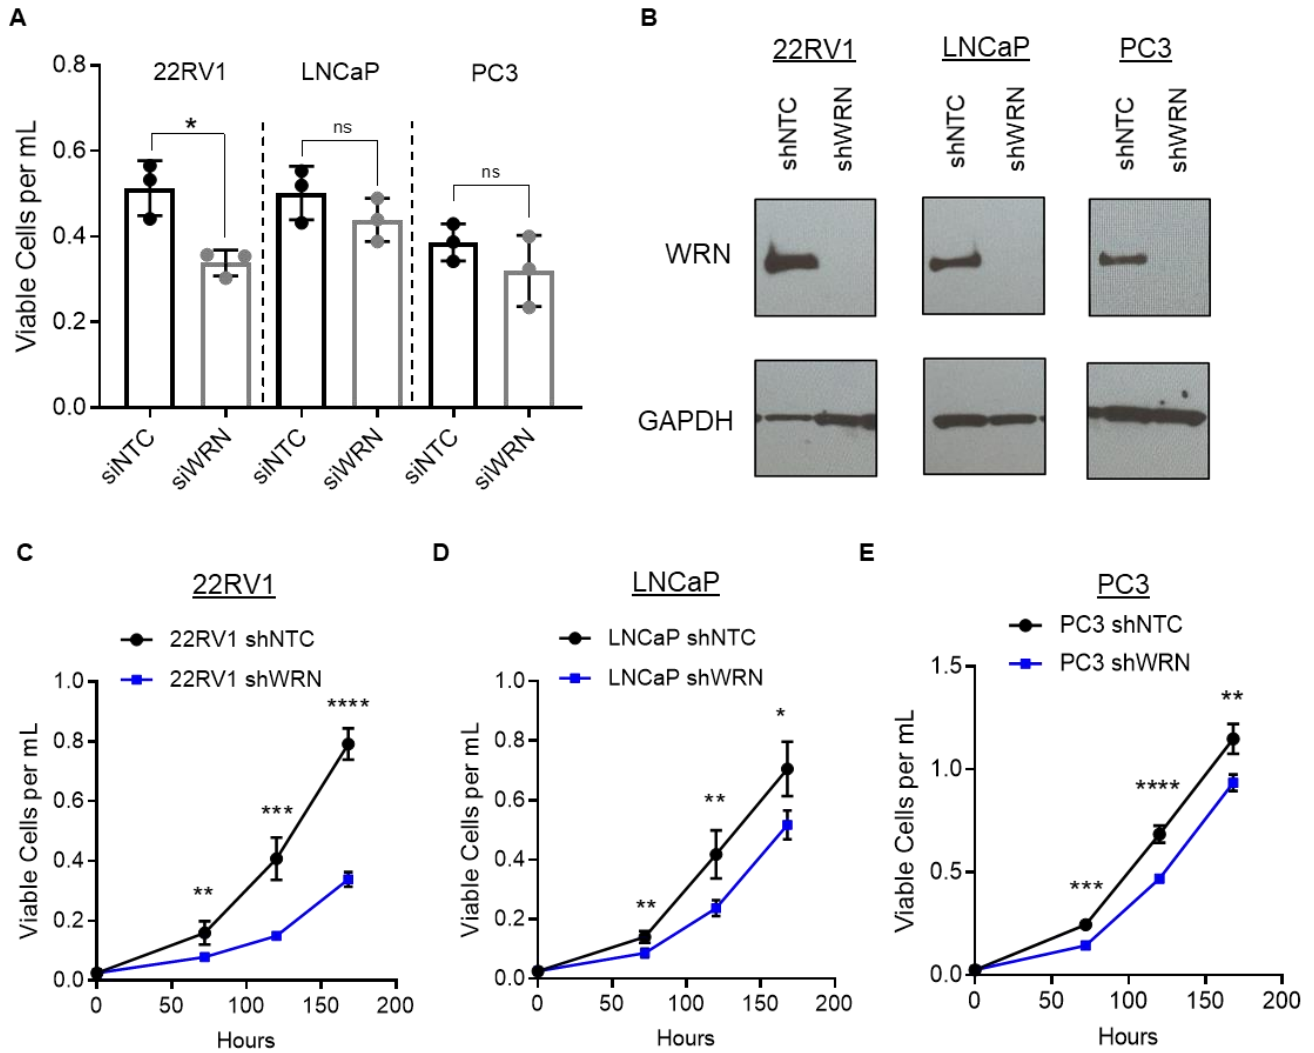 A
22RV1 LNCaP PC3
* ns ns
Viable Cells per mL
0.8
0.6
0.4
0.2
0.0
siNTC siWRN siNTC siWRN siNTC siWRN
B
22RV1 LNCaP PC3
shNTC shWRN shNTC shWRN shNTC shWRN
WRN
GAPDH
C
22RV1
22RV1 shNTC
22RV1 shWRN
Viable Cells per mL
1.0
0.8
0.6
0.4
0.2
0.0
** *** ****
0 50 100 150 200
Hours
D
LNCaP
LNCaP shNTC
LNCaP shWRN
Viable Cells per mL
1.0
0.8
0.6
0.4
0.2
0.0
** ** *
0 50 100 150 200
Hours
E
PC3
PC3 shNTC
PC3 shWRN
Viable Cells per mL
1.5
1.0
0.5
0.0
*** **** **
0 50 100 150 200
Hours